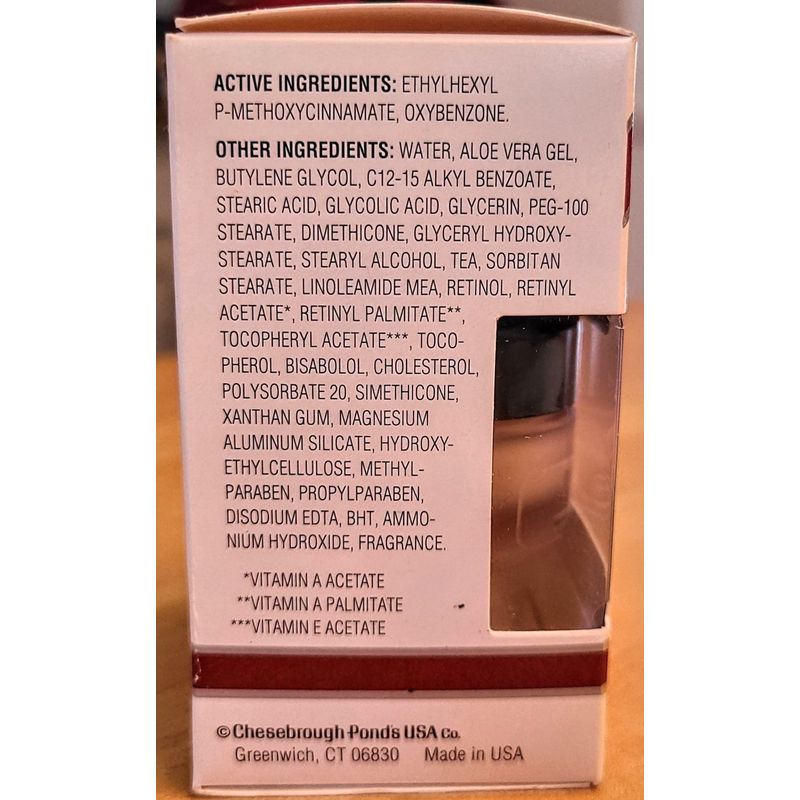 ACTIVE INGREDIENTS: ETHYLHEXYL
P-METHOXYCINNAMATE, OXYBENZONE.
OTHER INGREDIENTS: WATER, ALOE VERA GEL,
BUTYLENE GLYCOL, C12-15 ALKYL BENZOATE,
STEARIC ACID, GLYCOLIC ACID, GLYCERIN, PEG-100
STEARATE, DIMETHICONE, GLYCERYL HYDROXY-
STEARATE, STEARYL ALCOHOL, TEA, SORBITAN
STEARATE, LINOLEAMIDE MEA, RETINOL, RETINYL
ACETATE*, RETINYL PALMITATE**,
TOCOPHERYL ACETATE***, TOCO-
PHEROL, BISABOLOL, CHOLESTEROL,
POLYSORBATE 20, SIMETHICONE,
XANTHAN GUM, MAGNESIUM
ALUMINUM SILICATE, HYDROXY-
ETHYLCELLULOSE, METHYL-
PARABEN, PROPYLPARABEN,
DISODIUM EDTA, BHT, AMMO-
NIUM HYDROXIDE, FRAGRANCE.
*VITAMIN A ACETATE
**VITAMIN A PALMITATE
***VITAMIN E ACETATE
© Chesebrough-Pond's USA Co.
Greenwich, CT 06830 Made in USA